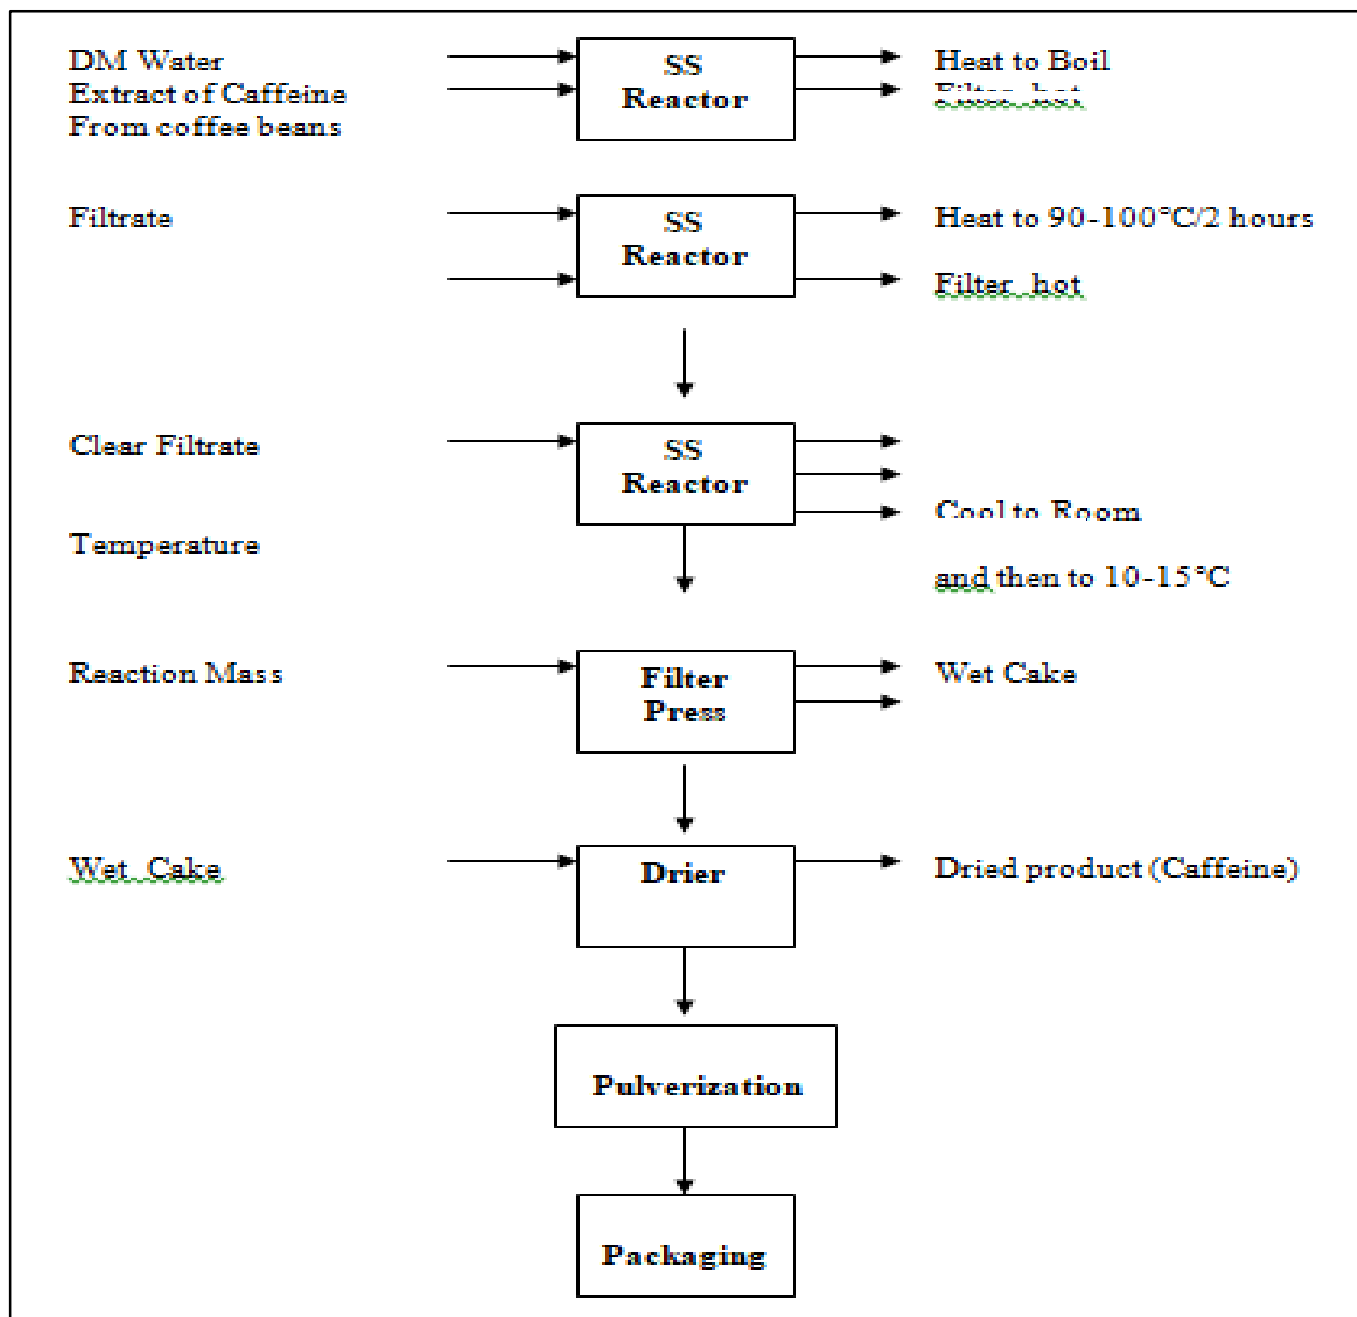 DM Water
Extract of Caffeine
From coffee beans
SS
Reactor
Heat to Boil
Filter hot
Filtrate
SS
Reactor
Heat to 90-100°C/2 hours
Filter hot
Clear Filtrate
SS
Reactor
Cool to Room
Temperature
and then to 10-15°C
Reaction Mass
Filter
Press
Wet Cake
Wet Cake
Drier
Dried product (Caffeine)
Pulverization
Packaging